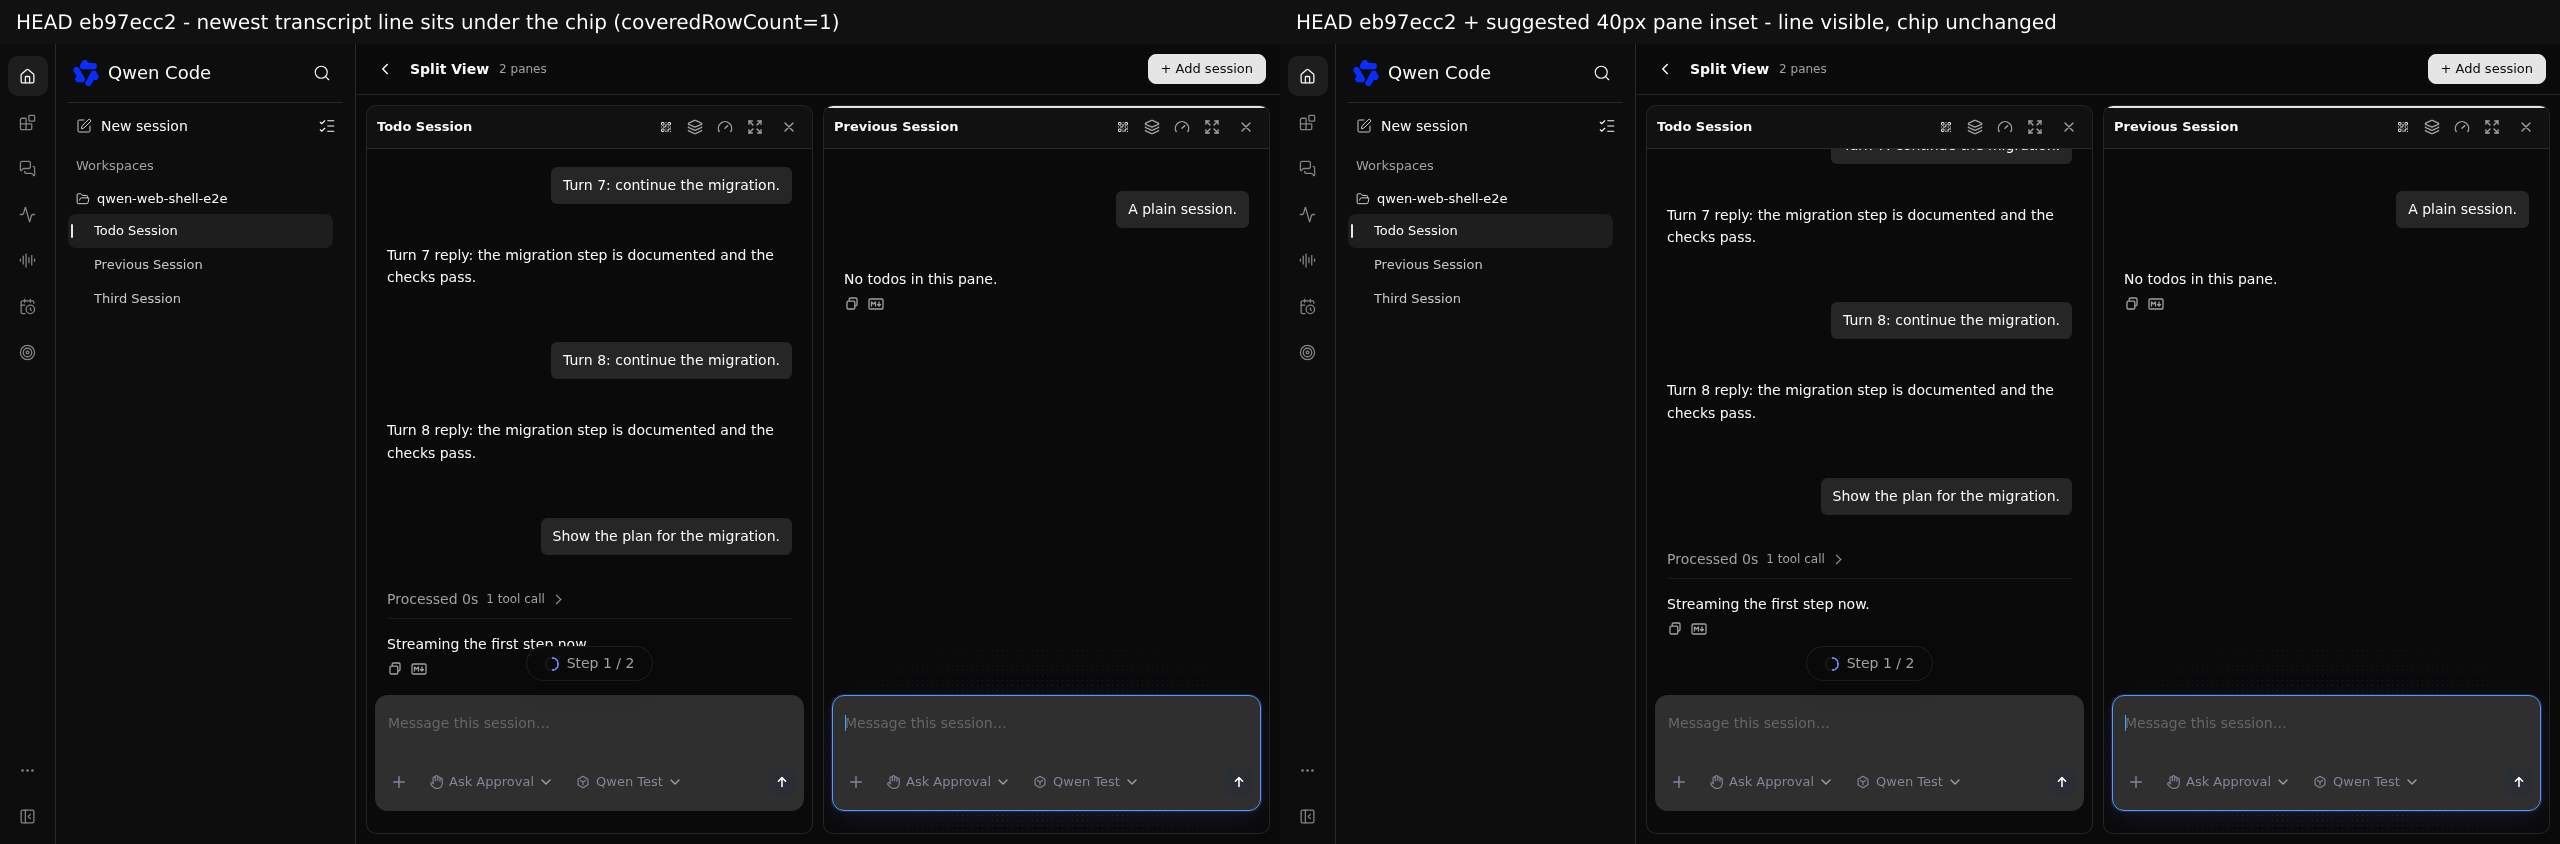 HEAD eb97ecc2 - newest transcript line sits under the chip (coveredRowCount=1)
Qwen Code
New session
Workspaces
qwen-web-shell-e2e
Todo Session
Previous Session
Third Session
Split View 2 panes
+ Add session
Todo Session
Turn 7: continue the migration.
Turn 7 reply: the migration step is documented and the
checks pass.
Turn 8: continue the migration.
Turn 8 reply: the migration step is documented and the
checks pass.
Show the plan for the migration.
Processed 0s 1 tool call
Streaming the first step now.
Step 1 / 2
Message this session...
Ask Approval
Qwen Test
Previous Session
A plain session.
No todos in this pane.
Message this session...
Ask Approval
Qwen Test
HEAD eb97ecc2 + suggested 40px pane inset - line visible, chip unchanged
Qwen Code
New session
Workspaces
qwen-web-shell-e2e
Todo Session
Previous Session
Third Session
Split View 2 panes
+ Add session
Todo Session
Turn 7: continue the migration.
Turn 7 reply: the migration step is documented and the
checks pass.
Turn 8: continue the migration.
Turn 8 reply: the migration step is documented and the
checks pass.
Show the plan for the migration.
Processed 0s 1 tool call
Streaming the first step now.
Step 1 / 2
Message this session...
Ask Approval
Qwen Test
Previous Session
A plain session.
No todos in this pane.
Message this session...
Ask Approval
Qwen Test